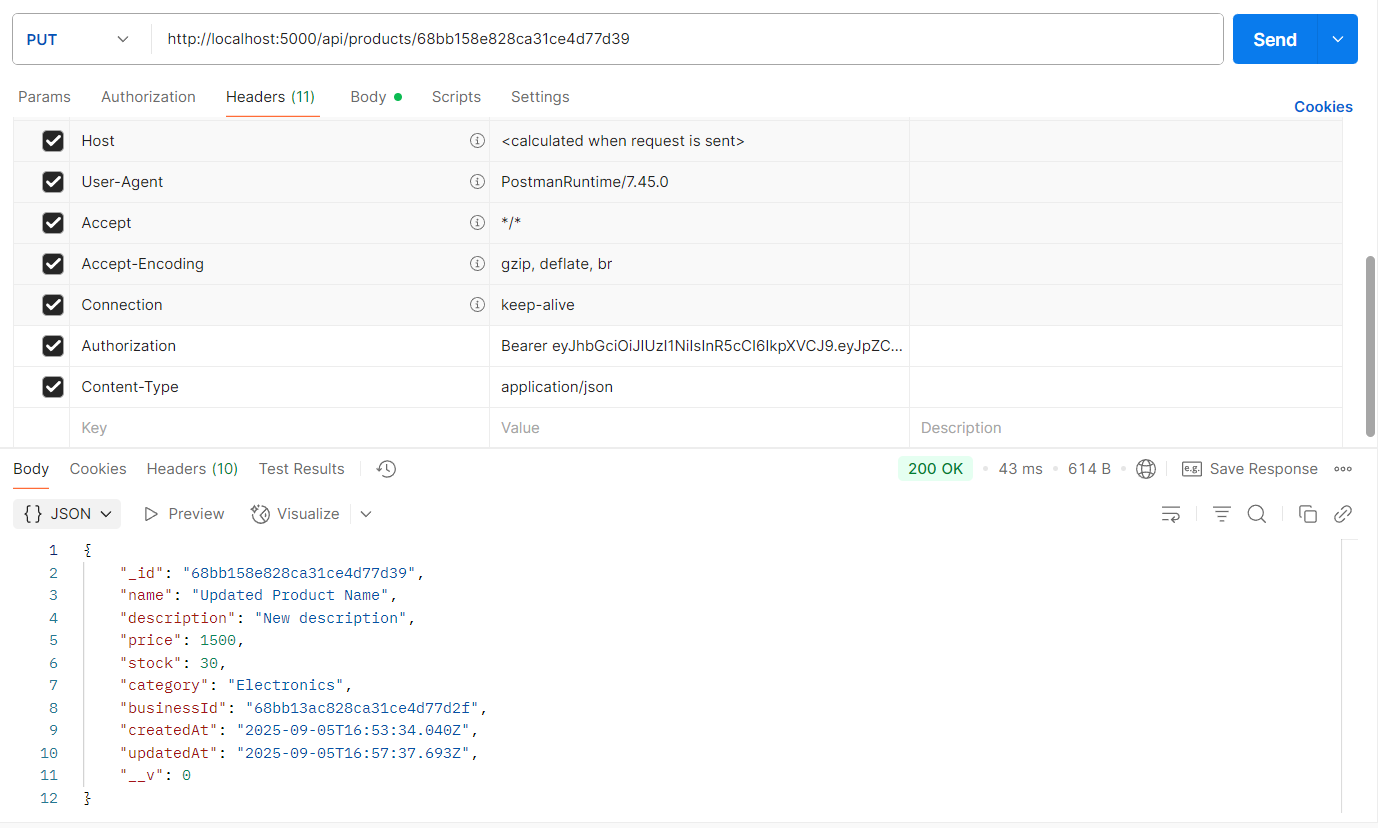 PUT http://localhost:5000/api/products/68bb158e828ca31ce4d77d39 Send
Params Authorization Headers (11) Body Scripts Settings Cookies
Host <calculated when request is sent>
User-Agent PostmanRuntime/7.45.0
Accept */*
Accept-Encoding gzip, deflate, br
Connection keep-alive
Authorization Bearer eyJhbGciOiJIUzI1NiIsInR5cCI6IkpXVCJ9.eyJpZC...
Content-Type application/json
Key Value Description
Body Cookies Headers (10) Test Results 200 OK 43 ms 614 B e.g. Save Response
{} JSON Preview Visualize
1 {
2 "_id": "68bb158e828ca31ce4d77d39",
3 "name": "Updated Product Name",
4 "description": "New description",
5 "price": 1500,
6 "stock": 30,
7 "category": "Electronics",
8 "businessId": "68bb13ac828ca31ce4d77d2f",
9 "createdAt": "2025-09-05T16:53:34.040Z",
10 "updatedAt": "2025-09-05T16:57:37.693Z",
11 "__v": 0
12 }